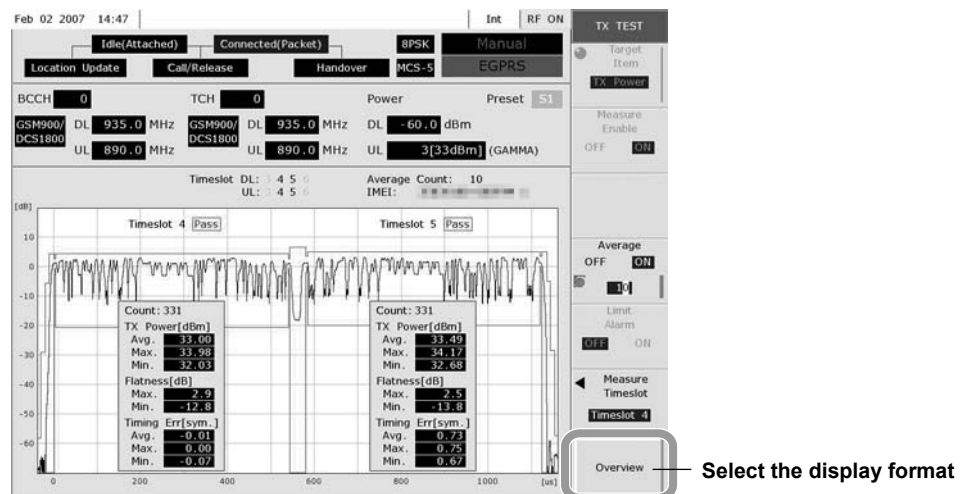 Feb 02 2007 14:47 Int RF ON
Idle(Attached) Connected(Packet) 8PSK Manual
Location Update Call/Release Handover MCS-5 EGPRS
BCCH 0 TCH 0 Power Preset S1
GSM900/ DL 935.0 MHz GSM900/ DL 935.0 MHz DL -60.0 dBm
DCS1800 UL 890.0 MHz DCS1800 UL 890.0 MHz UL 3[33dBm] (GAMMA)
Timeslot DL: 3 4 5 6 Average Count: 10
UL: 3 4 5 6 IMEI:
[dB]
Timeslot 4 Pass Timeslot 5 Pass
10
0
-10
-20
-30
-40
-50
-60
Count: 331
TX Power[dBm]
Avg. 33.00
Max. 33.98
Min. 32.03
Flatness[dB]
Max. 2.9
Min. -12.8
Timing Err[sym.]
Avg. -0.01
Max. 0.00
Min. -0.07
Count: 331
TX Power[dBm]
Avg. 33.49
Max. 34.17
Min. 32.68
Flatness[dB]
Max. 2.5
Min. -13.8
Timing Err[sym.]
Avg. 0.73
Max. 0.75
Min. 0.67
0 200 400 600 800 1000 [us]
TX TEST
Target
Item
TX Power
Measure
Enable
OFF ON
Average
OFF ON
10
Limit
Alarm
OFF ON
Measure
Timeslot
Timeslot 4
Overview
Select the display format